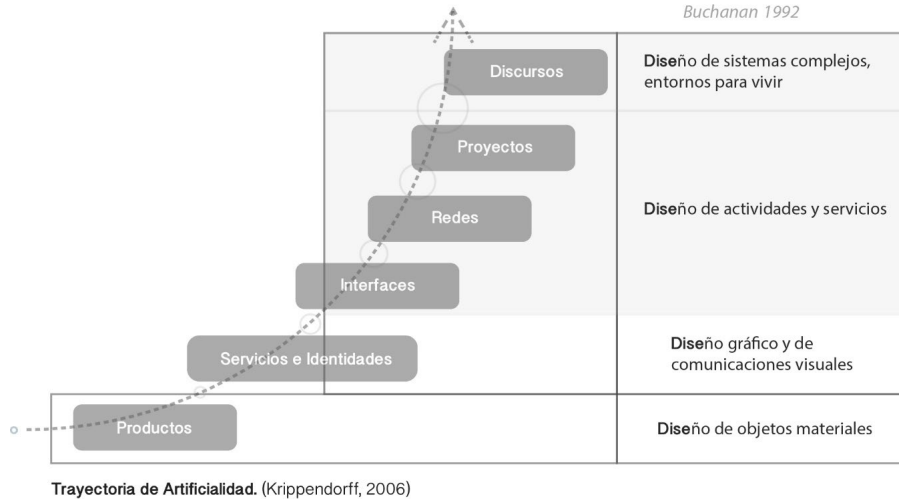 Buchanan 1992
Discursos
Diseño de sistemas complejos,
entornos para vivir
Proyectos
Redes
Diseño de actividades y servicios
Interfaces
Servicios e Identidades
Diseño gráfico y de
comunicaciones visuales
Productos
Diseño de objetos materiales
Trayectoria de Artificialidad. (Krippendorff, 2006)